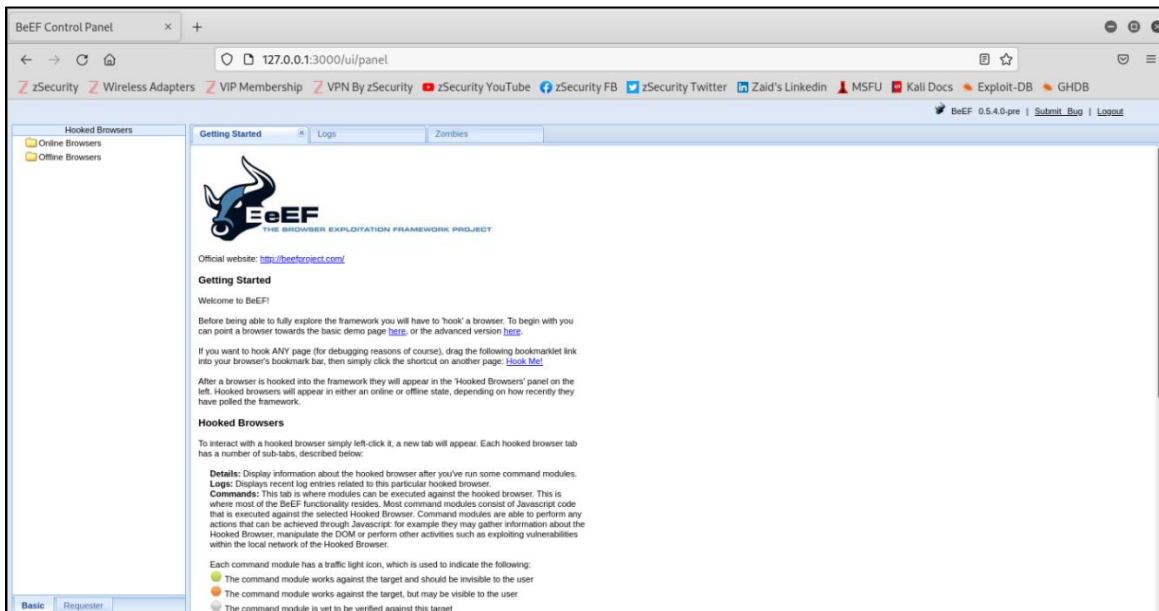 BeEF Control Panel
127.0.0.1:3000/ui/panel
zSecurity Wireless Adapters VIP Membership VPN By zSecurity zSecurity YouTube zSecurity FB zSecurity Twitter Zaid's Linkedin MSFU Kali Docs Exploit-DB GHDB
BeEF 0.5.4.0-pre | Submit Bug | Logout
Hooked Browsers
Online Browsers
Offline Browsers
Getting Started Logs Zombies
BeEF
THE BROWSER EXPLOITATION FRAMEWORK PROJECT
Official website: http://beefproject.com/
Getting Started
Welcome to BeEF!
Before being able to fully explore the framework you will have to 'hook' a browser. To begin with you
can point a browser towards the basic demo page here, or the advanced version here.
If you want to hook ANY page (for debugging reasons of course), drag the following bookmarklet link
into your browser's bookmark bar, then simply click the shortcut on another page: Hook Me!
After a browser is hooked into the framework they will appear in the 'Hooked Browsers' panel on the
left. Hooked browsers will appear in either an online or offline state, depending on how recently they
have polled the framework.
Hooked Browsers
To interact with a hooked browser simply left-click it, a new tab will appear. Each hooked browser tab
has a number of sub-tabs, described below:
Details: Display information about the hooked browser after you've run some command modules.
Logs: Displays recent log entries related to this particular hooked browser.
Commands: This tab is where modules can be executed against the hooked browser. This is
where most of the BeEF functionality resides. Most command modules consist of Javascript code
that is executed against the selected Hooked Browser. Command modules are able to perform any
actions that can be achieved through Javascript: for example they may gather information about the
Hooked Browser, manipulate the DOM or perform other activities such as exploiting vulnerabilities
within the local network of the Hooked Browser.
Each command module has a traffic light icon, which is used to indicate the following:
The command module works against the target and should be invisible to the user
The command module works against the target, but may be visible to the user
The command module is yet to be verified against this target
Basic Requester